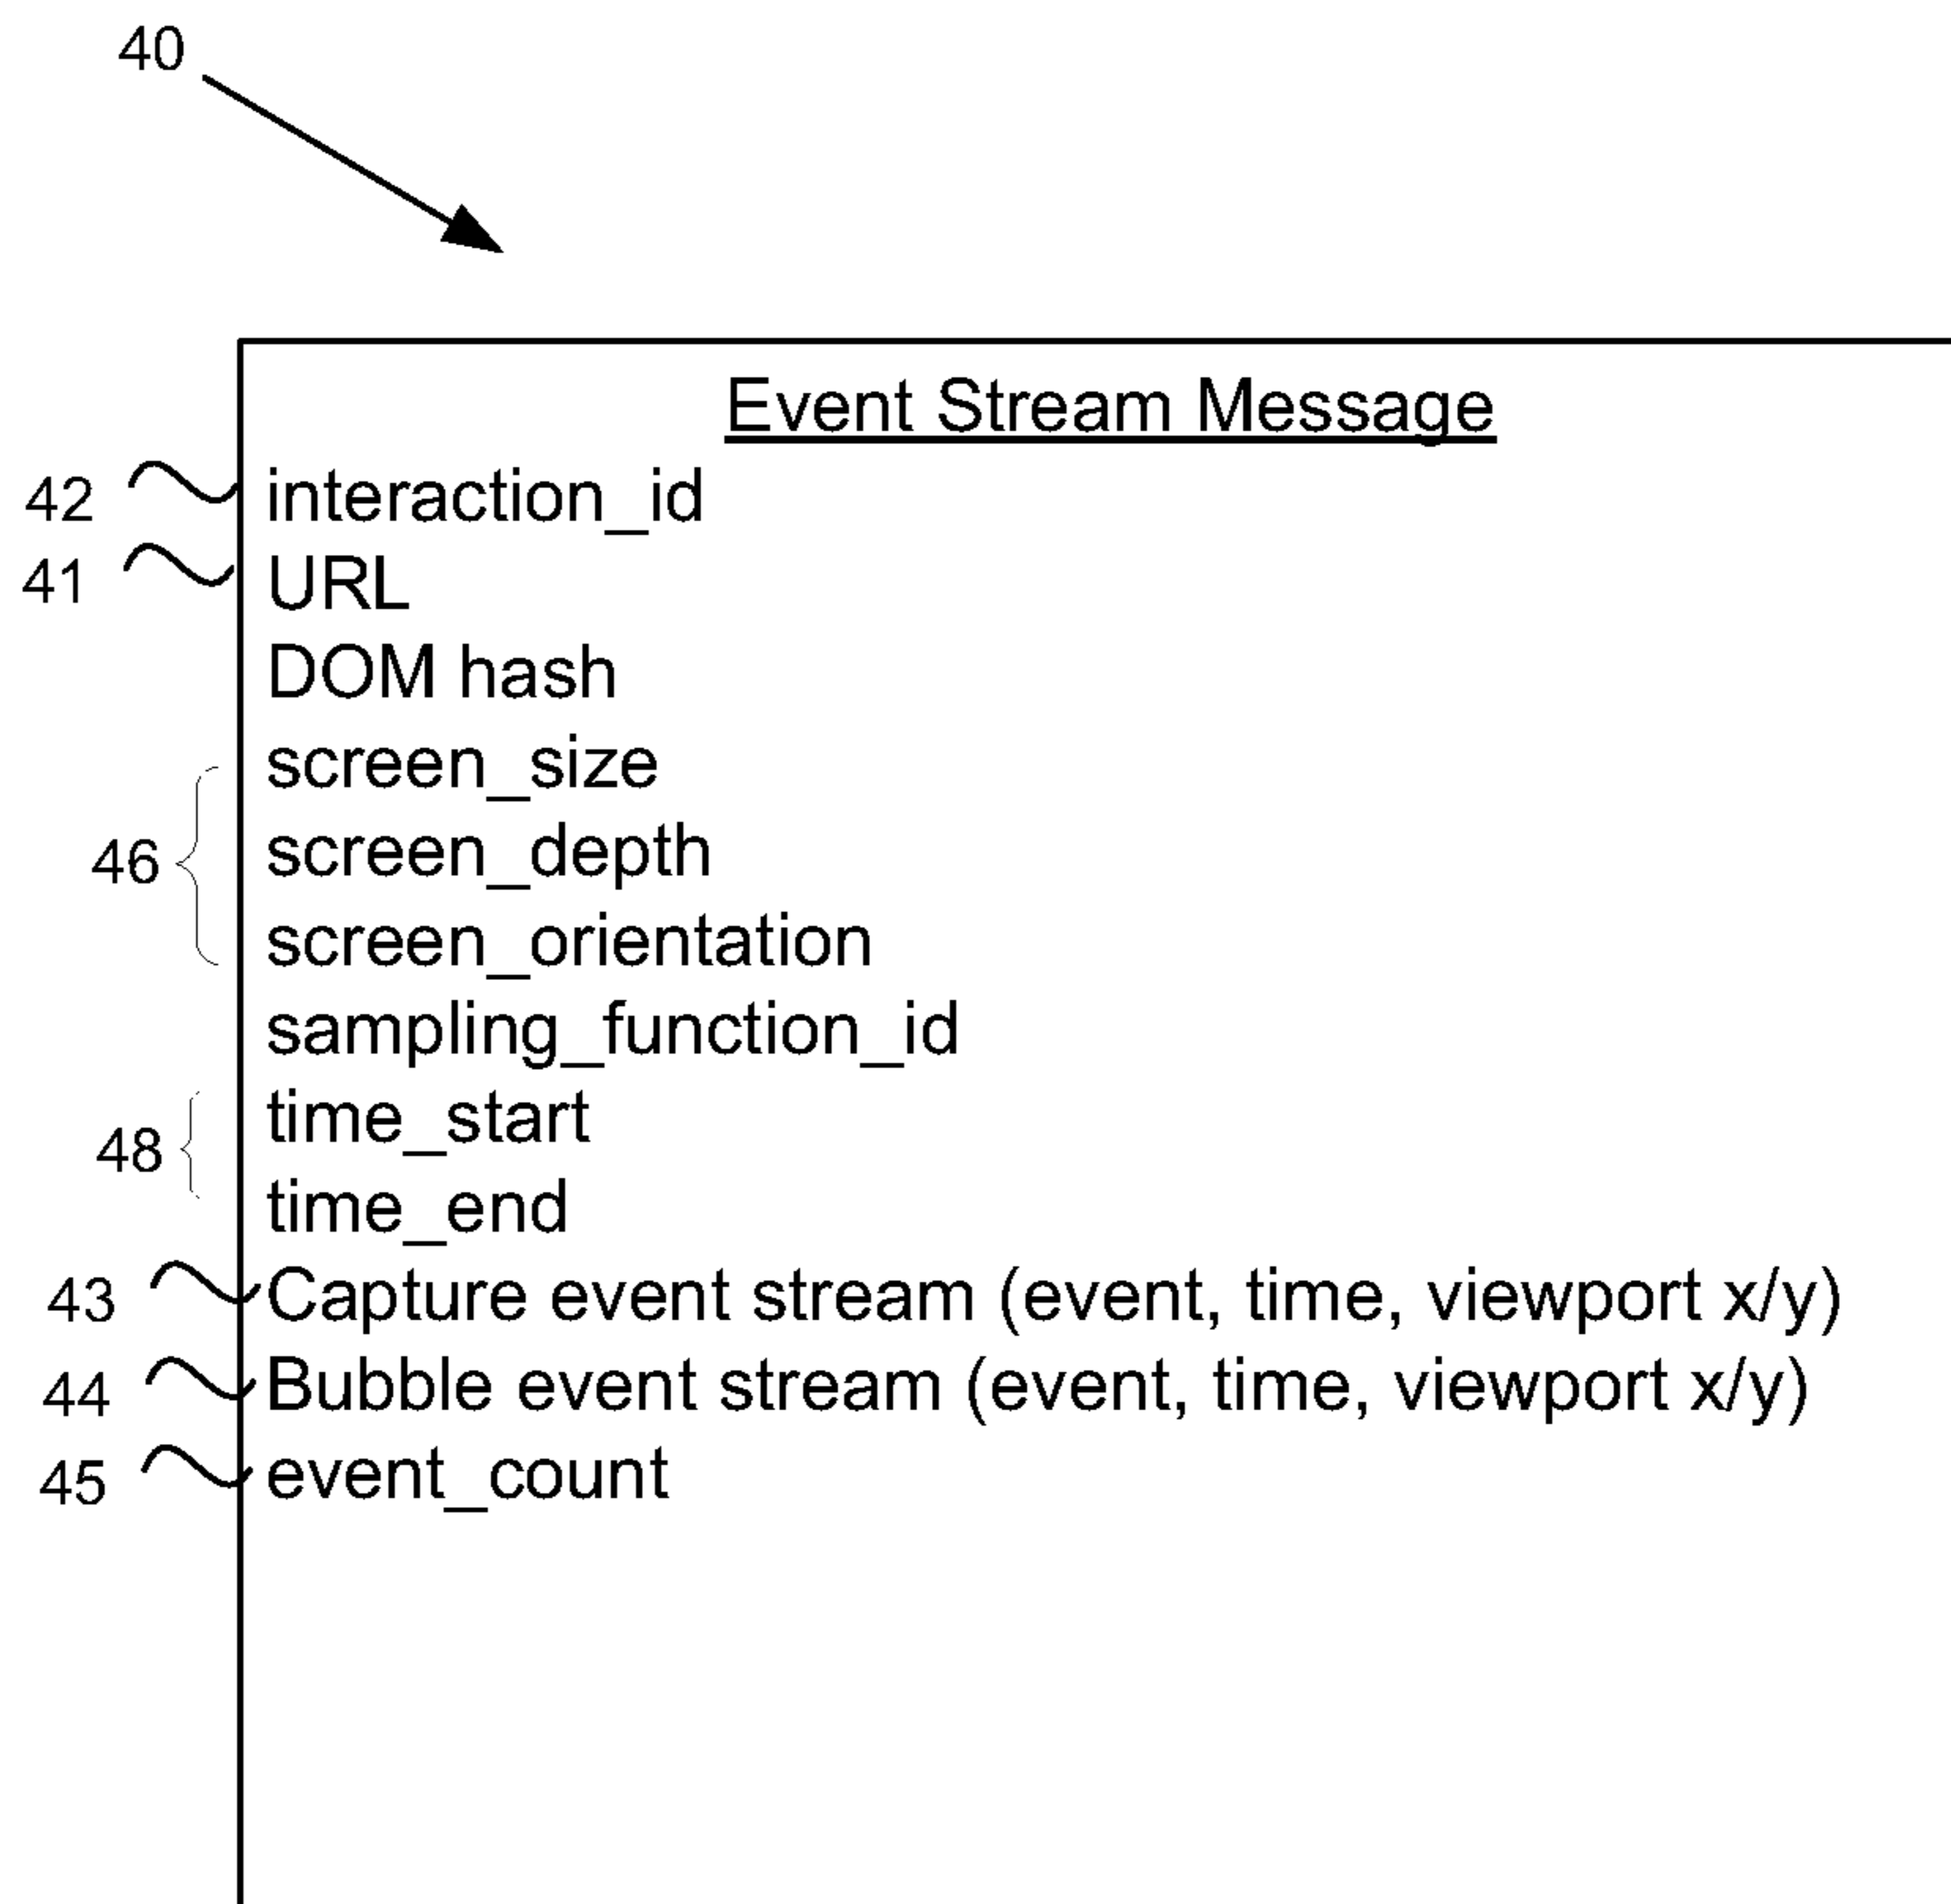 40
Event Stream Message
42 interaction_id
41 URL
DOM hash
screen_size
46 screen_depth
screen_orientation
sampling_function_id
time_start
48
time_end
43 Capture event stream (event, time, viewport x/y)
44 Bubble event stream (event, time, viewport x/y)
45 event_count